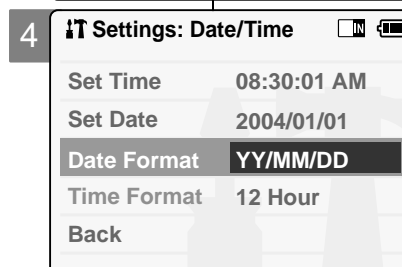 4
Settings: Date/Time IN
Set Time 08:30:01 AM
Set Date 2004/01/01
Date Format YY/MM/DD
Time Format 12 Hour
Back